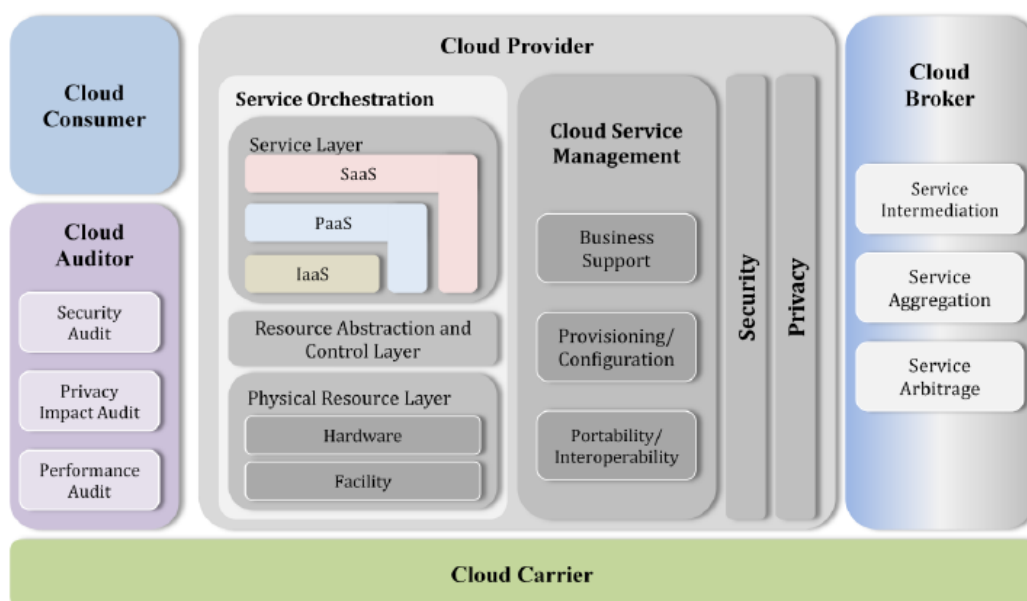 Cloud
Consumer
Cloud
Auditor
Security
Audit
Privacy
Impact Audit
Performance
Audit
Cloud Provider
Service Orchestration
Service Layer
SaaS
PaaS
IaaS
Resource Abstraction and
Control Layer
Physical Resource Layer
Hardware
Facility
Cloud Service
Management
Business
Support
Provisioning/
Configuration
Portability/
Interoperability
Security
Privacy
Cloud
Broker
Service
Intermediation
Service
Aggregation
Service
Arbitrage
Cloud Carrier